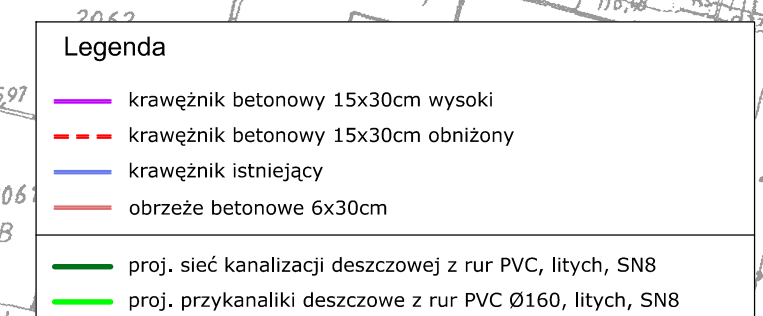 2062
Legenda
krawężnik betonowy 15x30cm wysoki
krawężnik betonowy 15x30cm obniżony
krawężnik istniejący
obrzeże betonowe 6x30cm
proj. sieć kanalizacji deszczowej z rur PVC, litych, SN8
proj. przykanaliki deszczowe z rur PVC Ø160, litych, SN8